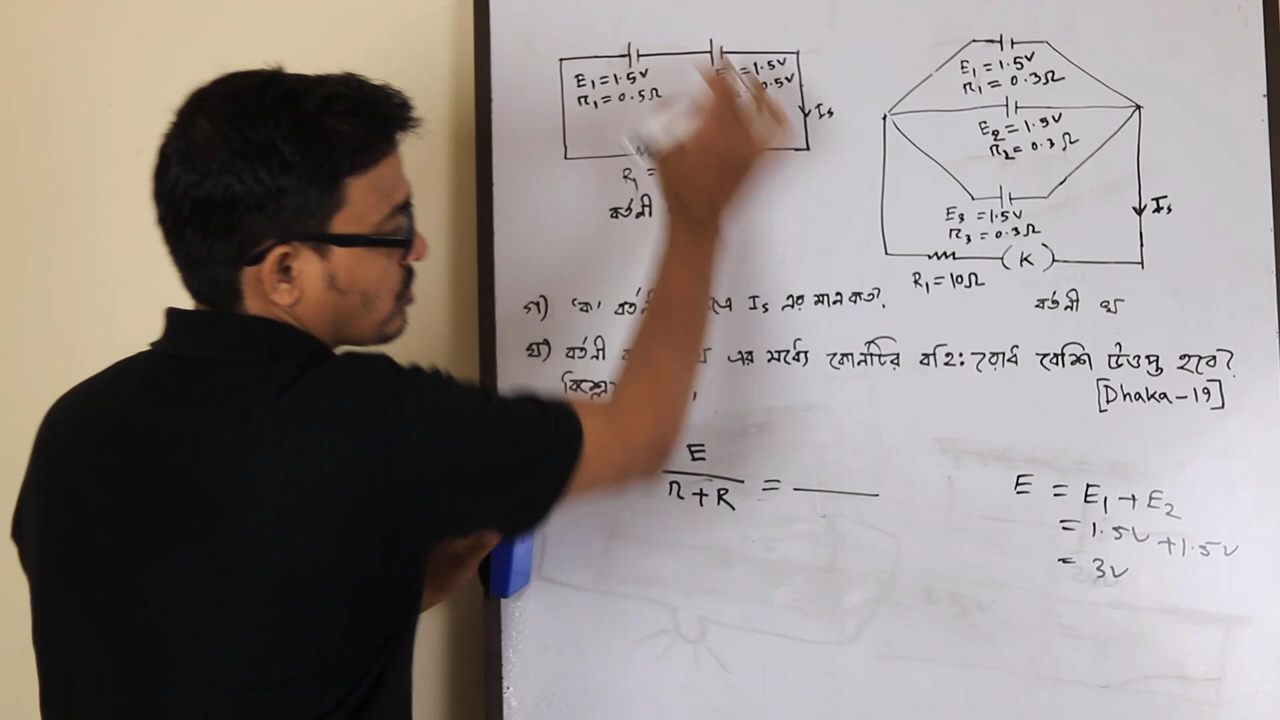 E₁ = 1.5V
r₁ = 0.5Ω
= 1.5V
0.5V
Is
R₁ =
বর্তনী
E₁ = 1.5V
r₁ = 0.3Ω
E₂ = 1.5V
r₂ = 0.3Ω
E₃ = 1.5V
r₃ = 0.3Ω
Is
(K)
R₁ = 10Ω
বর্তনী খ
গ) 'ক' Is এর মান কত?
ঘ) বর্তনী এর মধ্যে কোনটির বহিঃরোধ বেশি উত্তপ্ত হবে?
[Dhaka-19]
E
r + R
= ———
E = E₁ + E₂
= 1.5V + 1.5V
= 3V